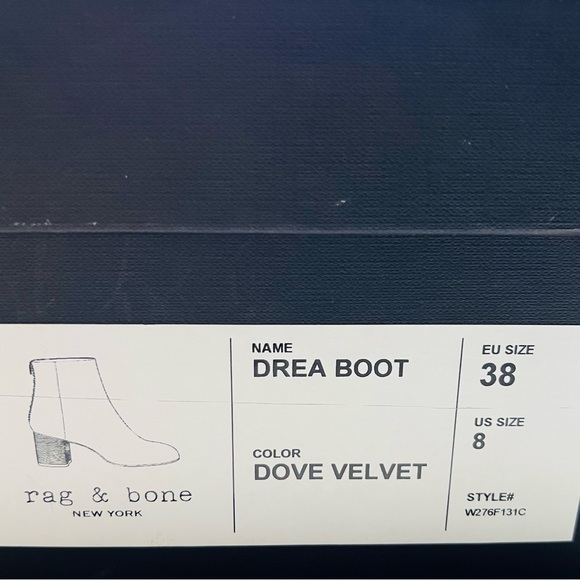 rag & bone
NEW YORK
NAME
DREA BOOT
COLOR
DOVE VELVET
EU SIZE
38
US SIZE
8
STYLE#
W276F131C